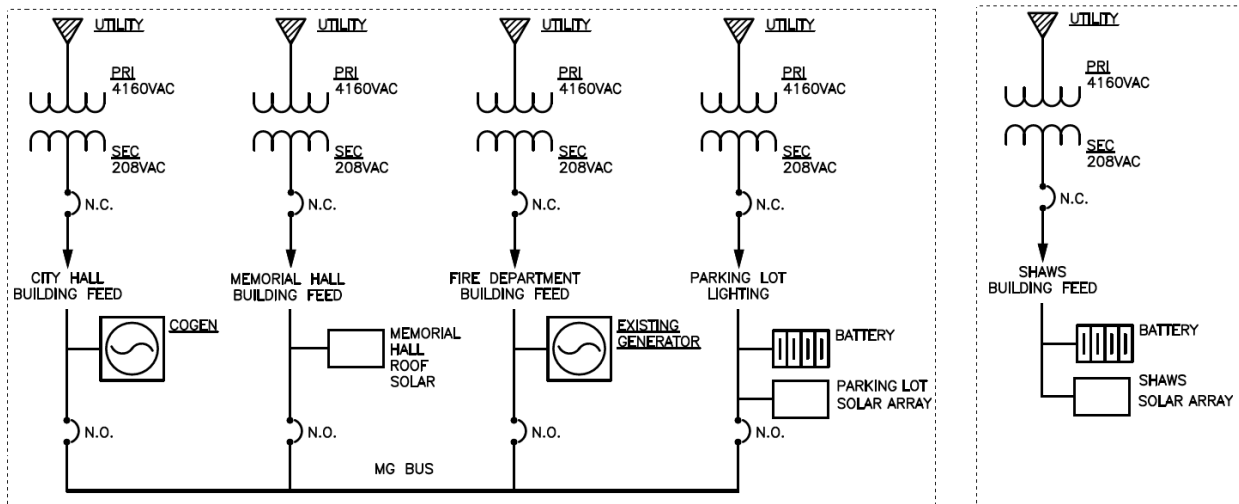 UTILITY
PRI
4160VAC
SEC
208VAC
N.C.
CITY HALL
BUILDING FEED
COGEN
N.O.
UTILITY
PRI
4160VAC
SEC
208VAC
N.C.
MEMORIAL HALL
BUILDING FEED
MEMORIAL
HALL
ROOF
SOLAR
N.O.
UTILITY
PRI
4160VAC
SEC
208VAC
N.C.
FIRE DEPARTMENT
BUILDING FEED
EXISTING
GENERATOR
N.O.
UTILITY
PRI
4160VAC
SEC
208VAC
N.C.
PARKING LOT
LIGHTING
BATTERY
PARKING LOT
SOLAR ARRAY
N.O.
MG BUS
UTILITY
PRI
4160VAC
SEC
208VAC
N.C.
SHAWS
BUILDING FEED
BATTERY
SHAWS
SOLAR ARRAY